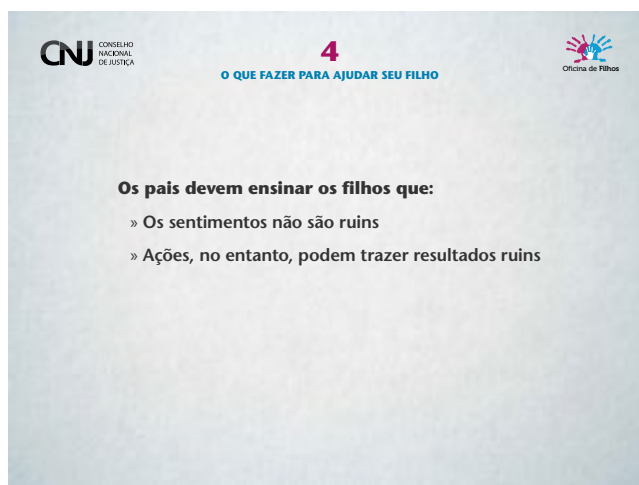 CNJ
CONSELHO
NACIONAL
DE JUSTIÇA
4
O QUE FAZER PARA AJUDAR SEU FILHO
Oficina de Filhos
Os pais devem ensinar os filhos que:
» Os sentimentos não são ruins
» Ações, no entanto, podem trazer resultados ruins